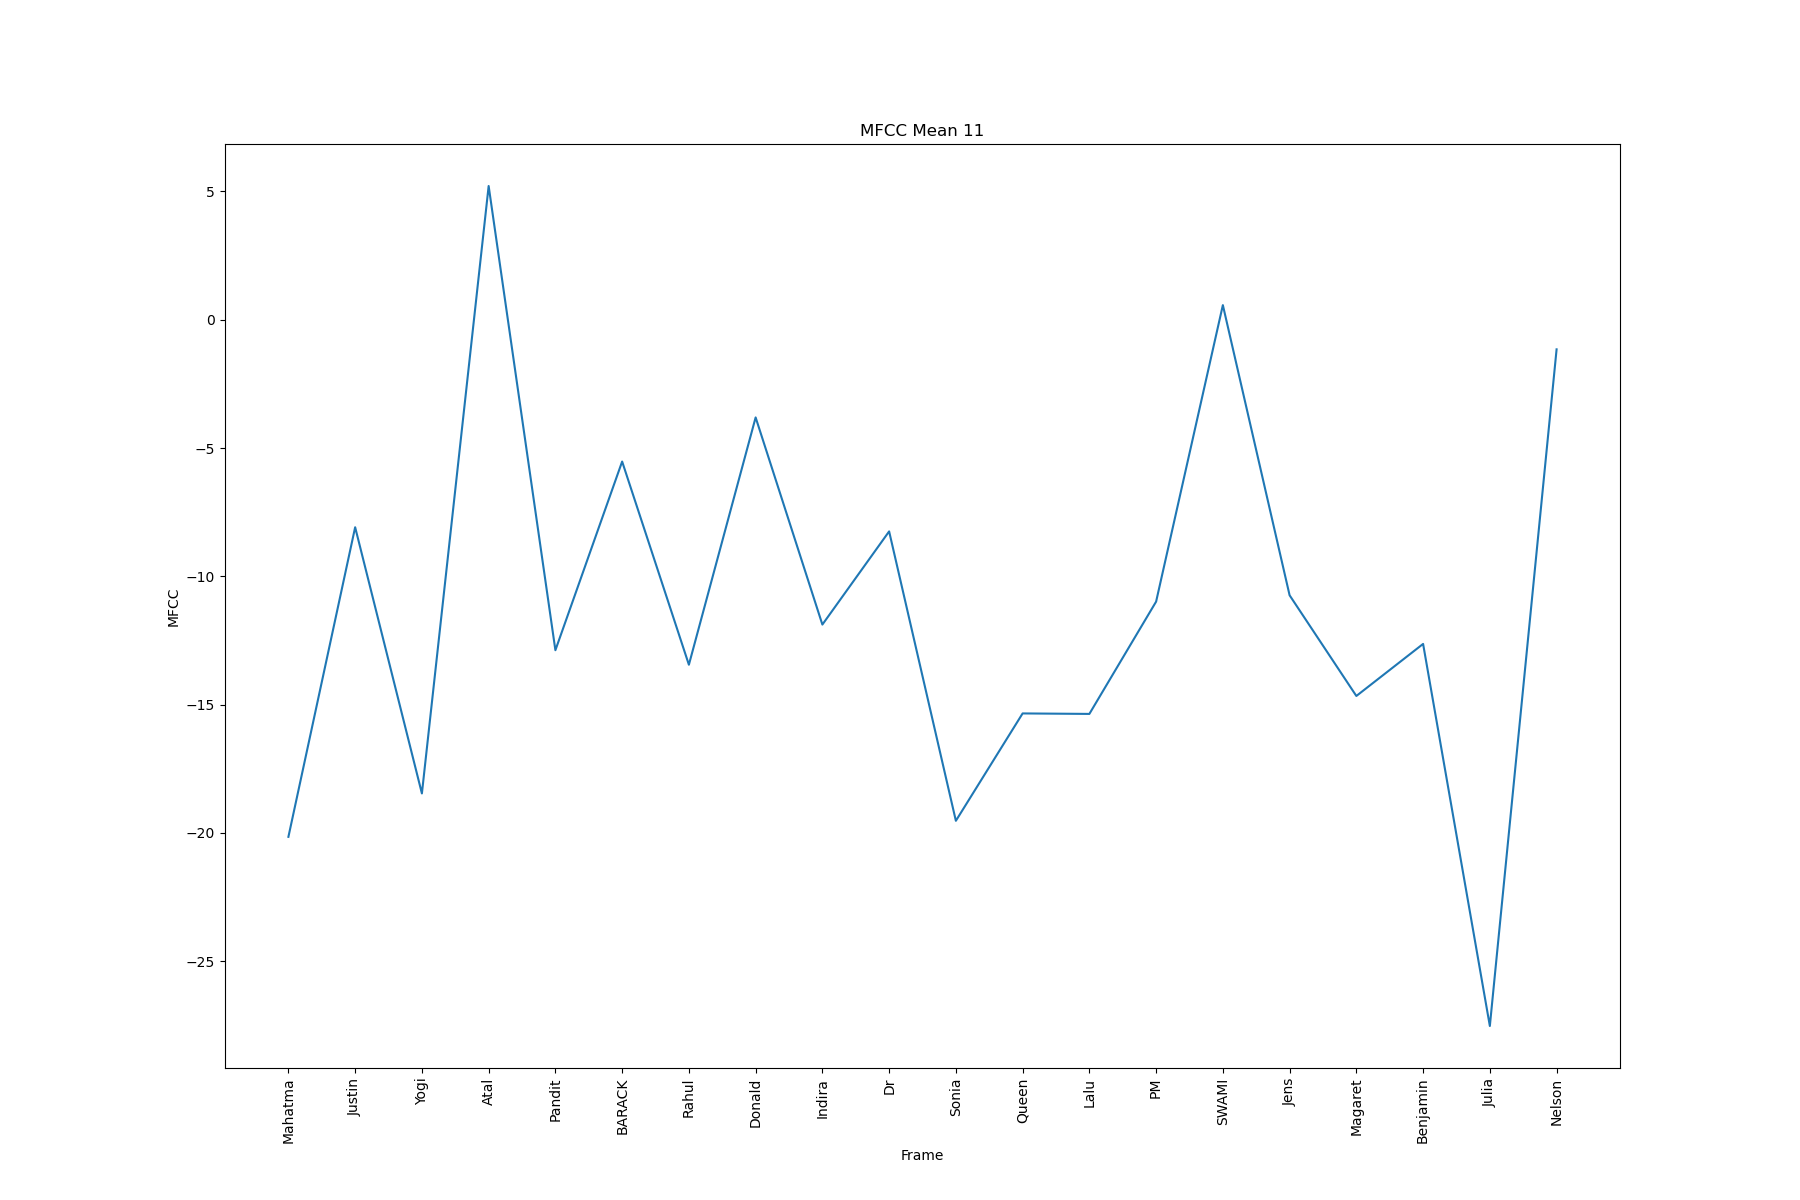 MFCC Mean 11
5
0
−5
−10
−15
−20
−25
MFCC
Mahatma
Justin
Yogi
Atal
Pandit
BARACK
Rahul
Donald
Indira
Dr
Sonia
Queen
Lalu
PM
SWAMI
Jens
Magaret
Benjamin
Julia
Nelson
Frame